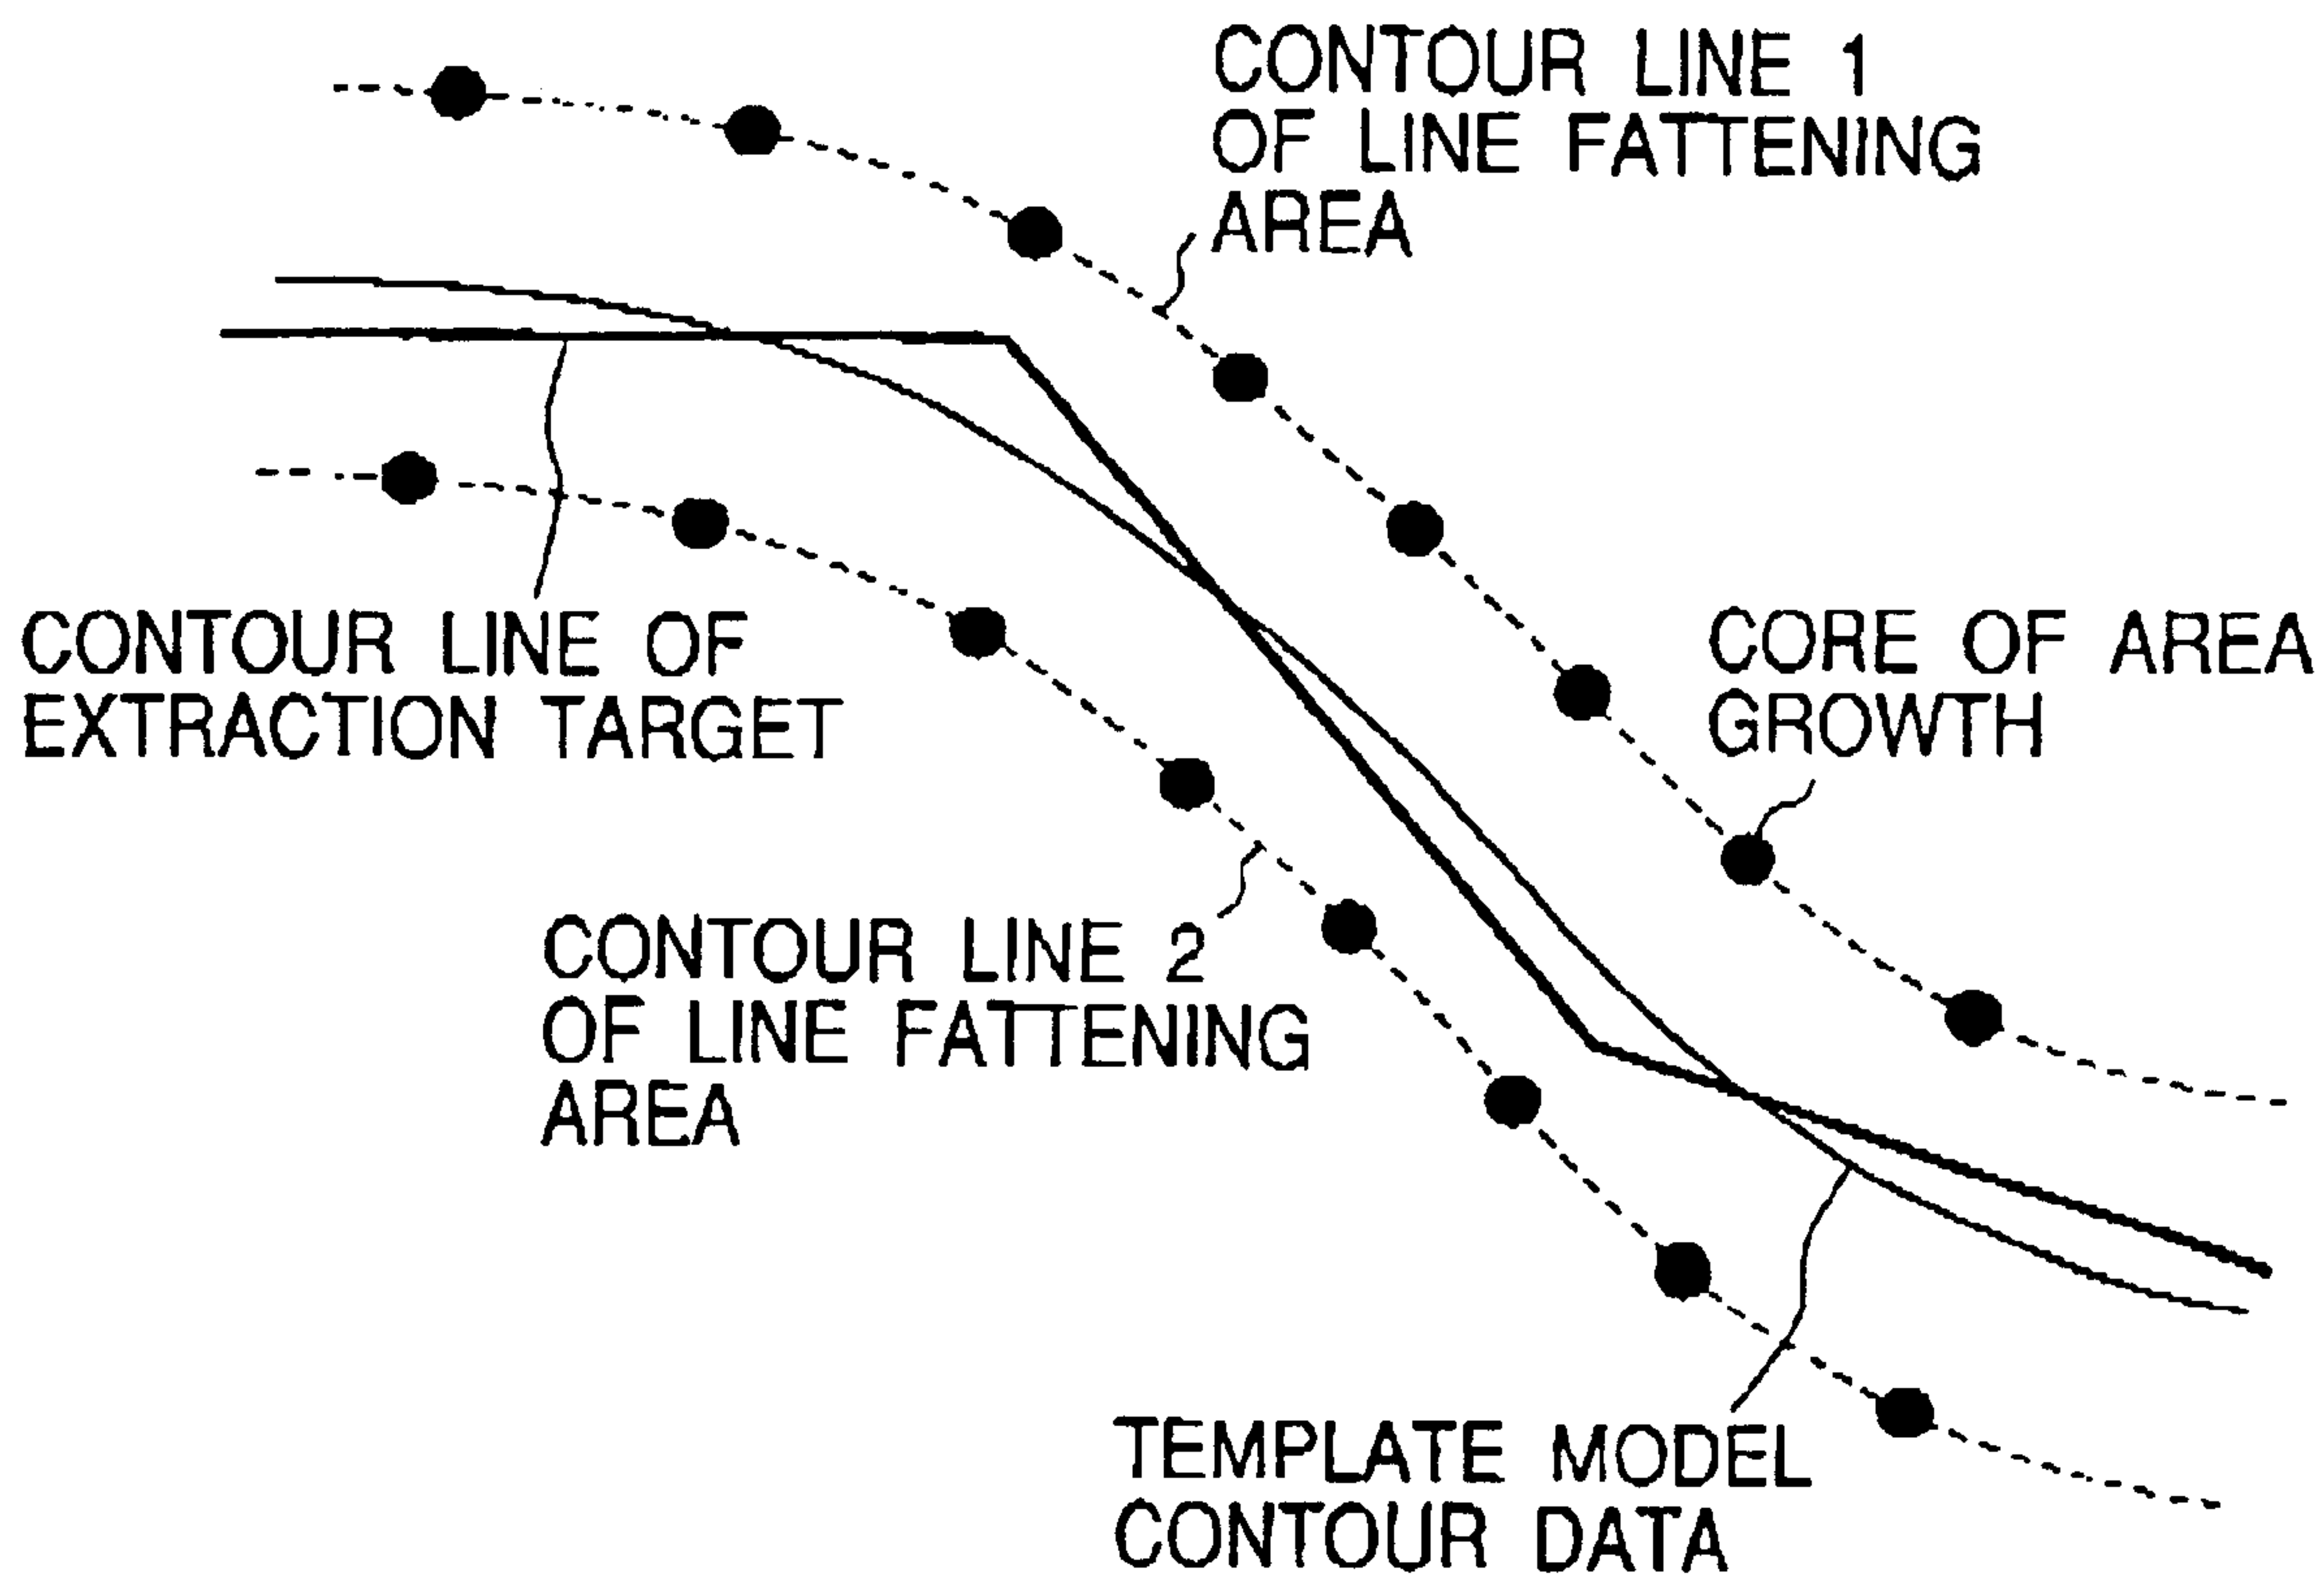 CONTOUR LINE 1
OF LINE FATTENING
AREA
CONTOUR LINE OF
EXTRACTION TARGET
CORE OF AREA
GROWTH
CONTOUR LINE 2
OF LINE FATTENING
AREA
TEMPLATE MODEL
CONTOUR DATA